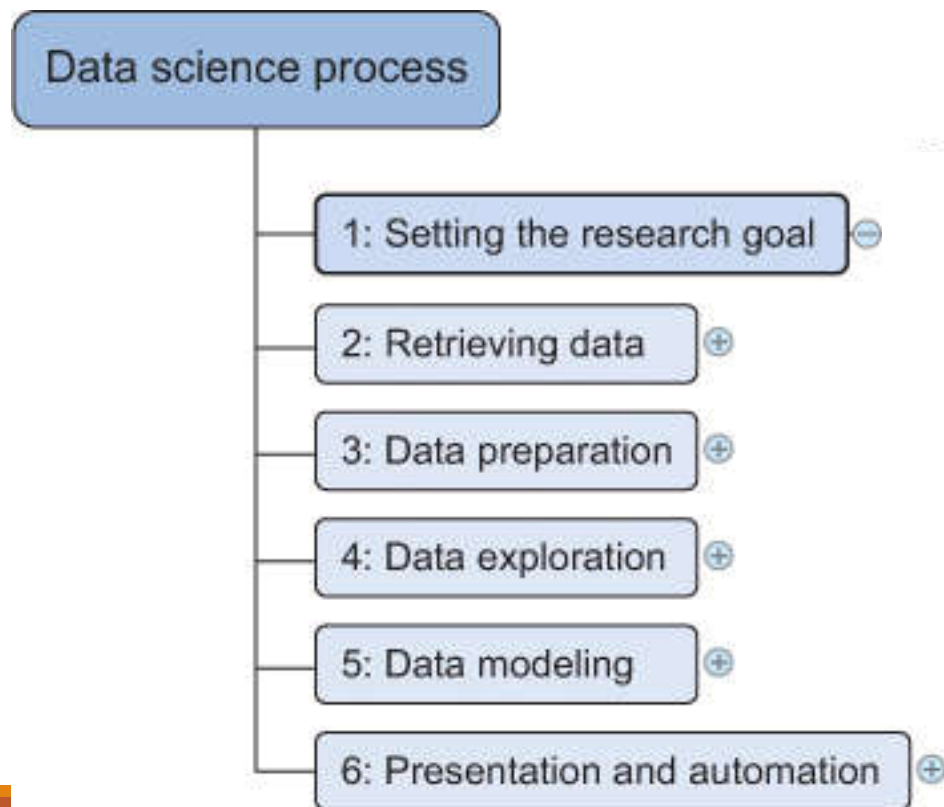 Data science process
1: Setting the research goal
2: Retrieving data
3: Data preparation
4: Data exploration
5: Data modeling
6: Presentation and automation